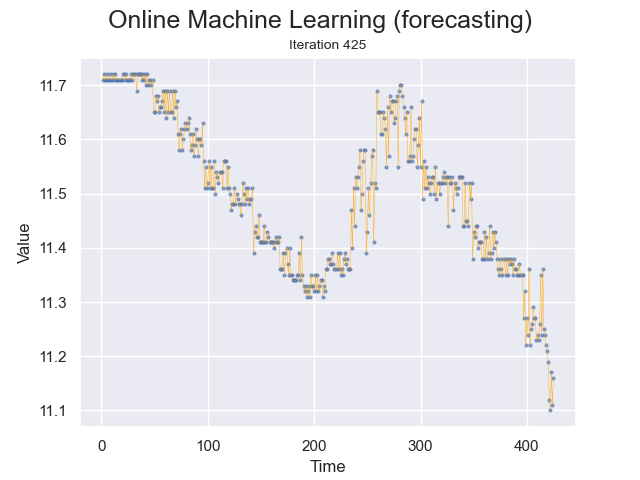 Online Machine Learning (forecasting)
Iteration 425
11.7
11.6
11.5
11.4
11.3
11.2
11.1
Value
0 100 200 300 400
Time